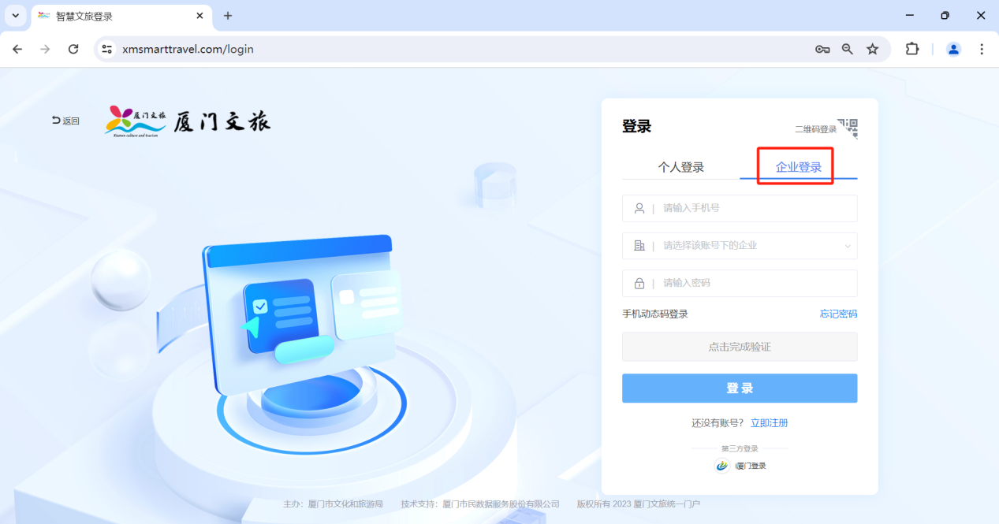 智慧文旅登录
xmsmarttravel.com/login
返回
厦门文旅
Xiamen culture and tourism
厦门文旅
登录
二维码登录
个人登录
企业登录
请输入手机号
请选择该账号下的企业
请输入密码
手机动态码登录
忘记密码
点击完成验证
登 录
还没有账号? 立即注册
第三方登录
i厦门登录
主办：厦门市文化和旅游局 技术支持：厦门市民数据服务股份有限公司 版权所有 2023 厦门文旅统一门户